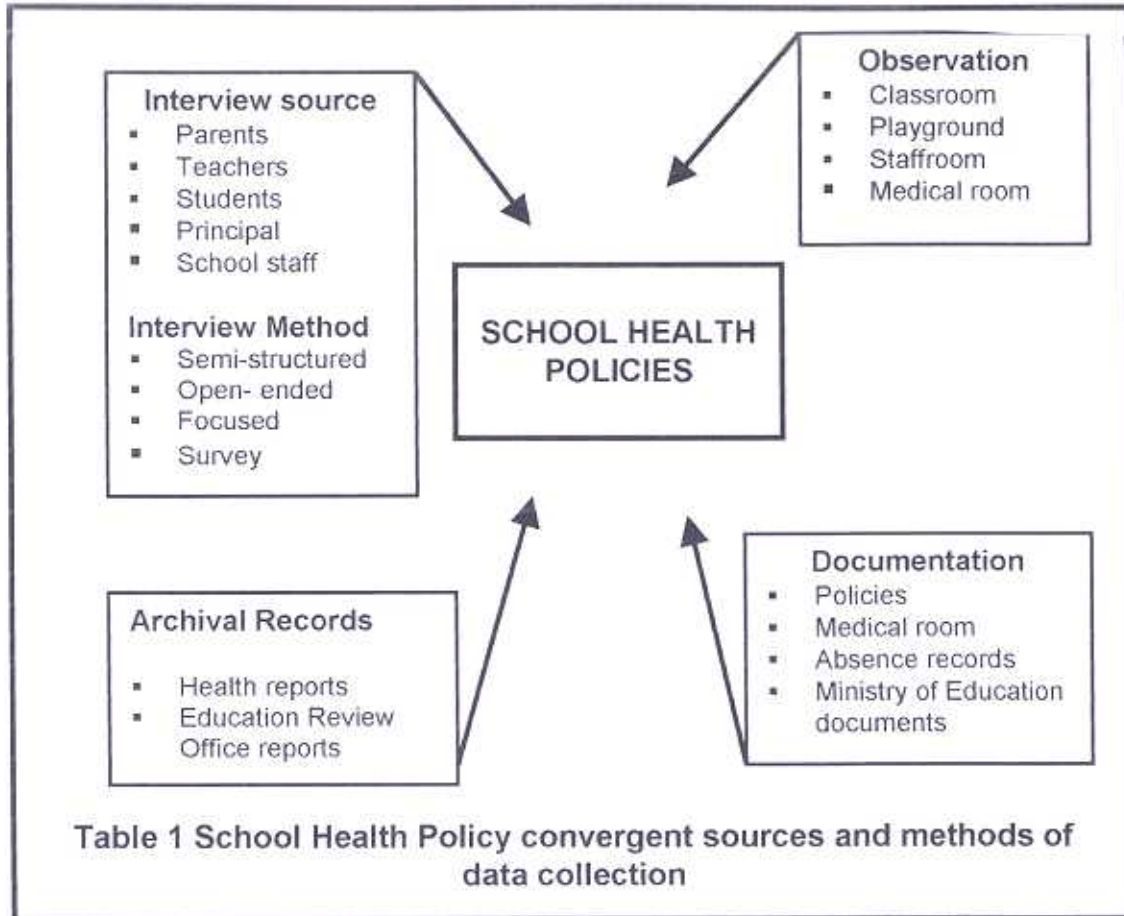 Interview source
▪ Parents
▪ Teachers
▪ Students
▪ Principal
▪ School staff
Interview Method
▪ Semi-structured
▪ Open- ended
▪ Focused
▪ Survey
Observation
▪ Classroom
▪ Playground
▪ Staffroom
▪ Medical room
SCHOOL HEALTH
POLICIES
Archival Records
▪ Health reports
▪ Education Review
Office reports
Documentation
▪ Policies
▪ Medical room
▪ Absence records
▪ Ministry of Education
documents
Table 1 School Health Policy convergent sources and methods of
data collection